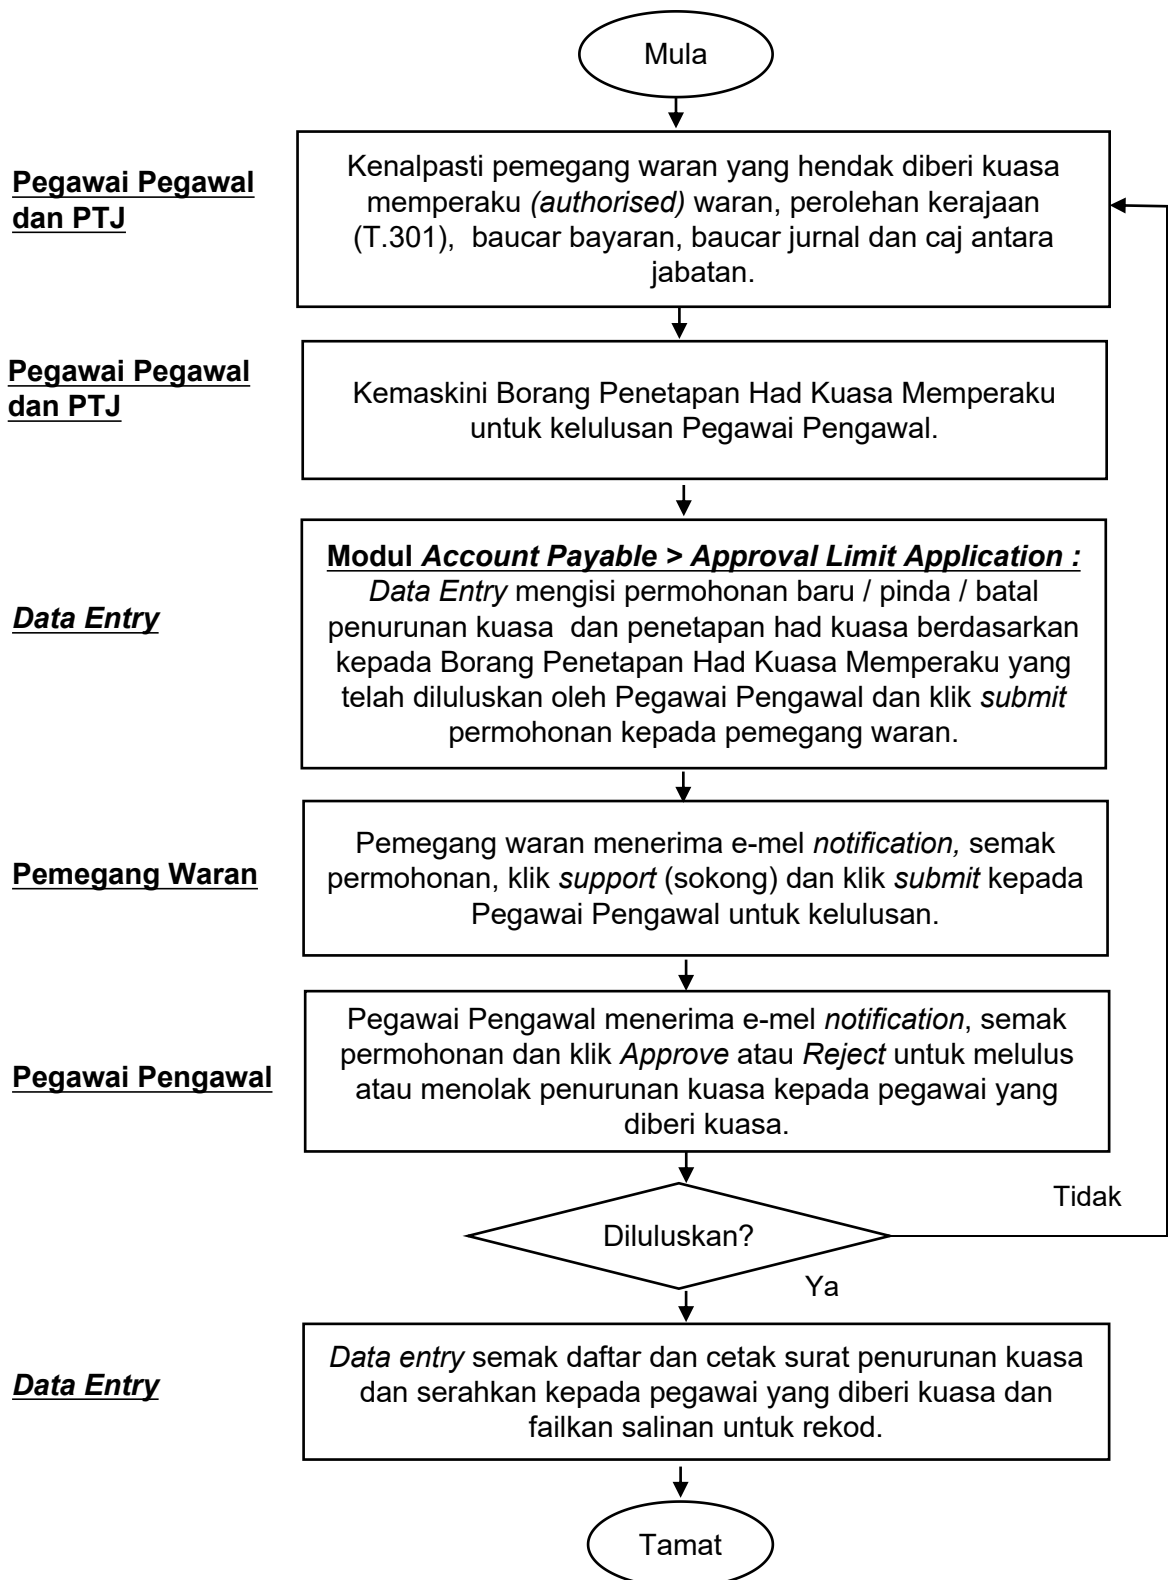 Mula
Pegawai Pegawal
dan PTJ
Kenalpasti pemegang waran yang hendak diberi kuasa
memperaku (authorised) waran, perolehan kerajaan
(T.301), baucar bayaran, baucar jurnal dan caj antara
jabatan.
Pegawai Pegawal
dan PTJ
Kemaskini Borang Penetapan Had Kuasa Memperaku
untuk kelulusan Pegawai Pengawal.
Data Entry
Modul Account Payable > Approval Limit Application :
Data Entry mengisi permohonan baru / pinda / batal
penurunan kuasa dan penetapan had kuasa berdasarkan
kepada Borang Penetapan Had Kuasa Memperaku yang
telah diluluskan oleh Pegawai Pengawal dan klik submit
permohonan kepada pemegang waran.
Pemegang Waran
Pemegang waran menerima e-mel notification, semak
permohonan, klik support (sokong) dan klik submit kepada
Pegawai Pengawal untuk kelulusan.
Pegawai Pengawal
Pegawai Pengawal menerima e-mel notification, semak
permohonan dan klik Approve atau Reject untuk melulus
atau menolak penurunan kuasa kepada pegawai yang
diberi kuasa.
Tidak
Diluluskan?
Ya
Data Entry
Data entry semak daftar dan cetak surat penurunan kuasa
dan serahkan kepada pegawai yang diberi kuasa dan
failkan salinan untuk rekod.
Tamat